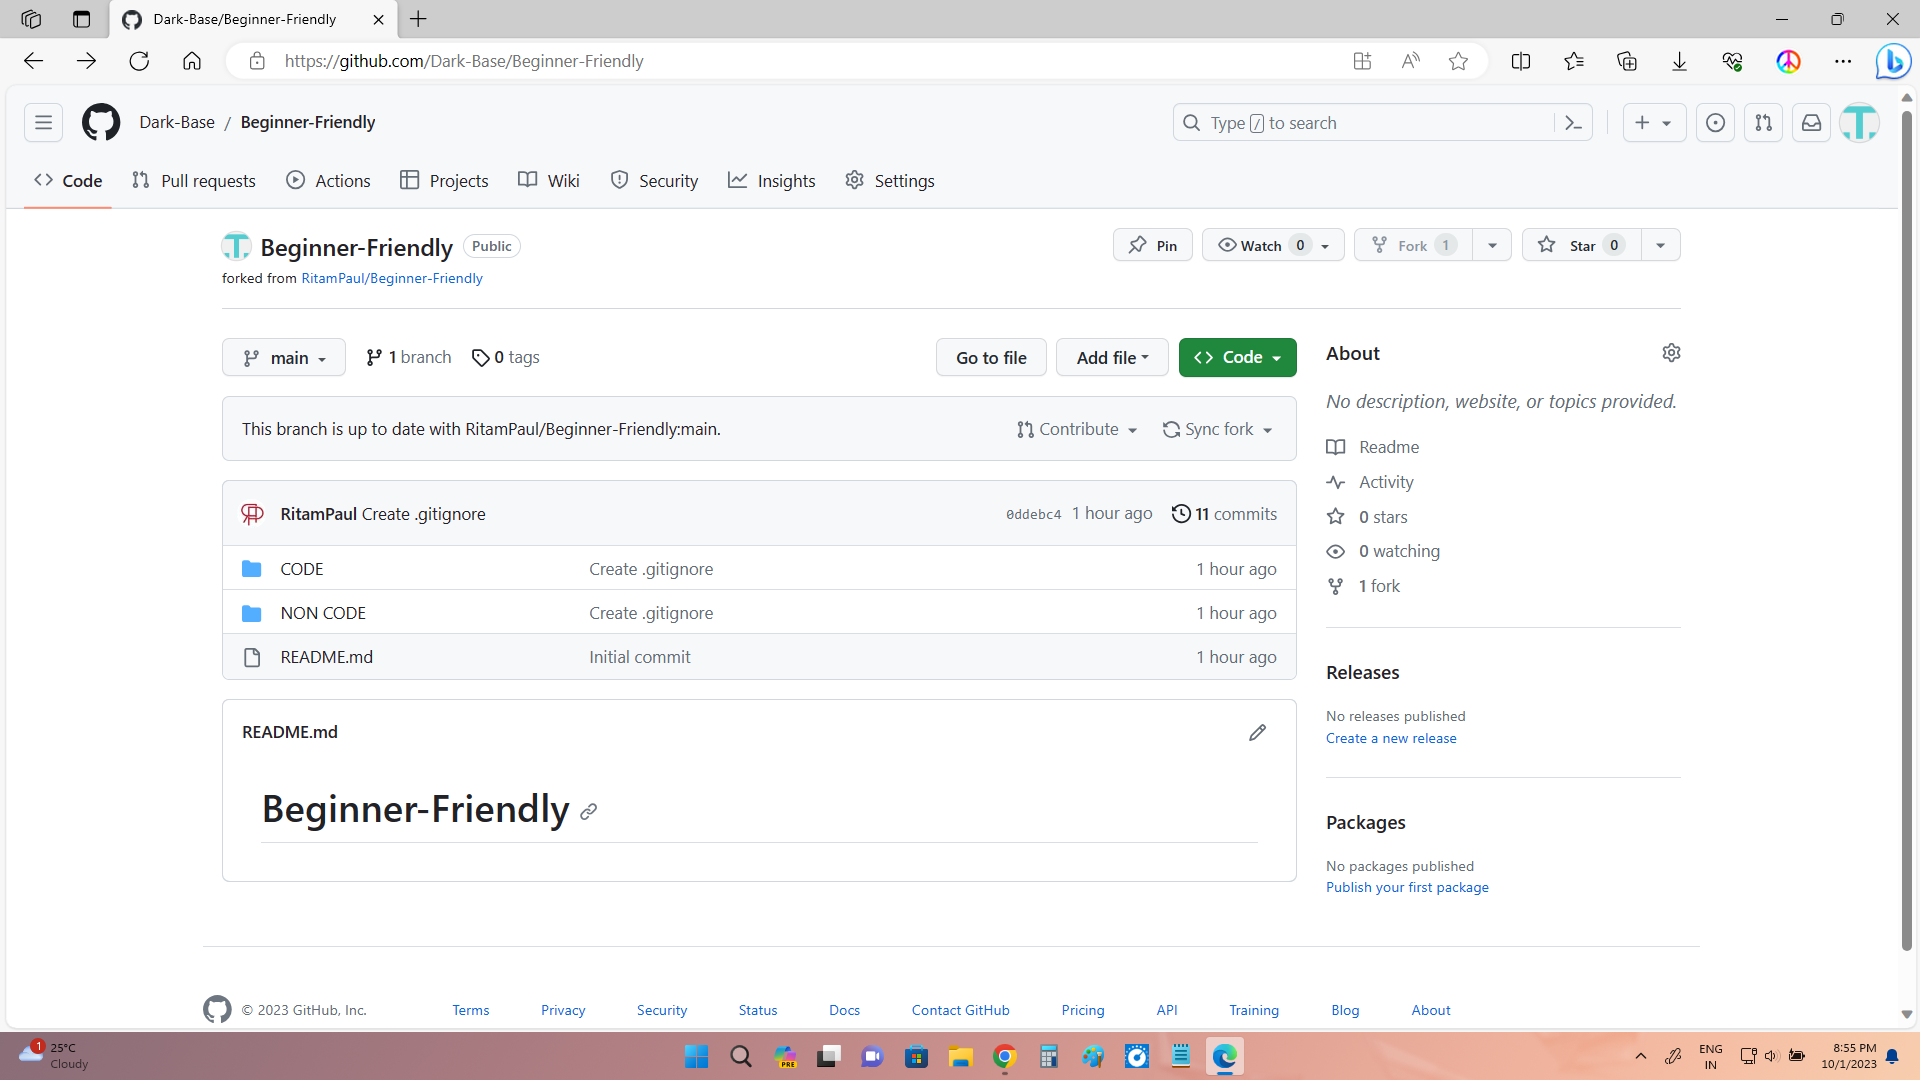 Dark-Base/Beginner-Friendly
https://github.com/Dark-Base/Beginner-Friendly
Dark-Base / Beginner-Friendly
Type / to search
Code Pull requests Actions Projects Wiki Security Insights Settings
Beginner-Friendly Public
Pin Watch 0 Fork 1 Star 0
forked from RitamPaul/Beginner-Friendly
main 1 branch 0 tags Go to file Add file Code
This branch is up to date with RitamPaul/Beginner-Friendly:main. Contribute Sync fork
RitamPaul Create .gitignore 0ddebc4 1 hour ago 11 commits
CODE Create .gitignore 1 hour ago
NON CODE Create .gitignore 1 hour ago
README.md Initial commit 1 hour ago
README.md
Beginner-Friendly
About
No description, website, or topics provided.
Readme
Activity
0 stars
0 watching
1 fork
Releases
No releases published
Create a new release
Packages
No packages published
Publish your first package
© 2023 GitHub, Inc. Terms Privacy Security Status Docs Contact GitHub Pricing API Training Blog About
1
25°C
Cloudy
PRE
ENG
IN
8:55 PM
10/1/2023